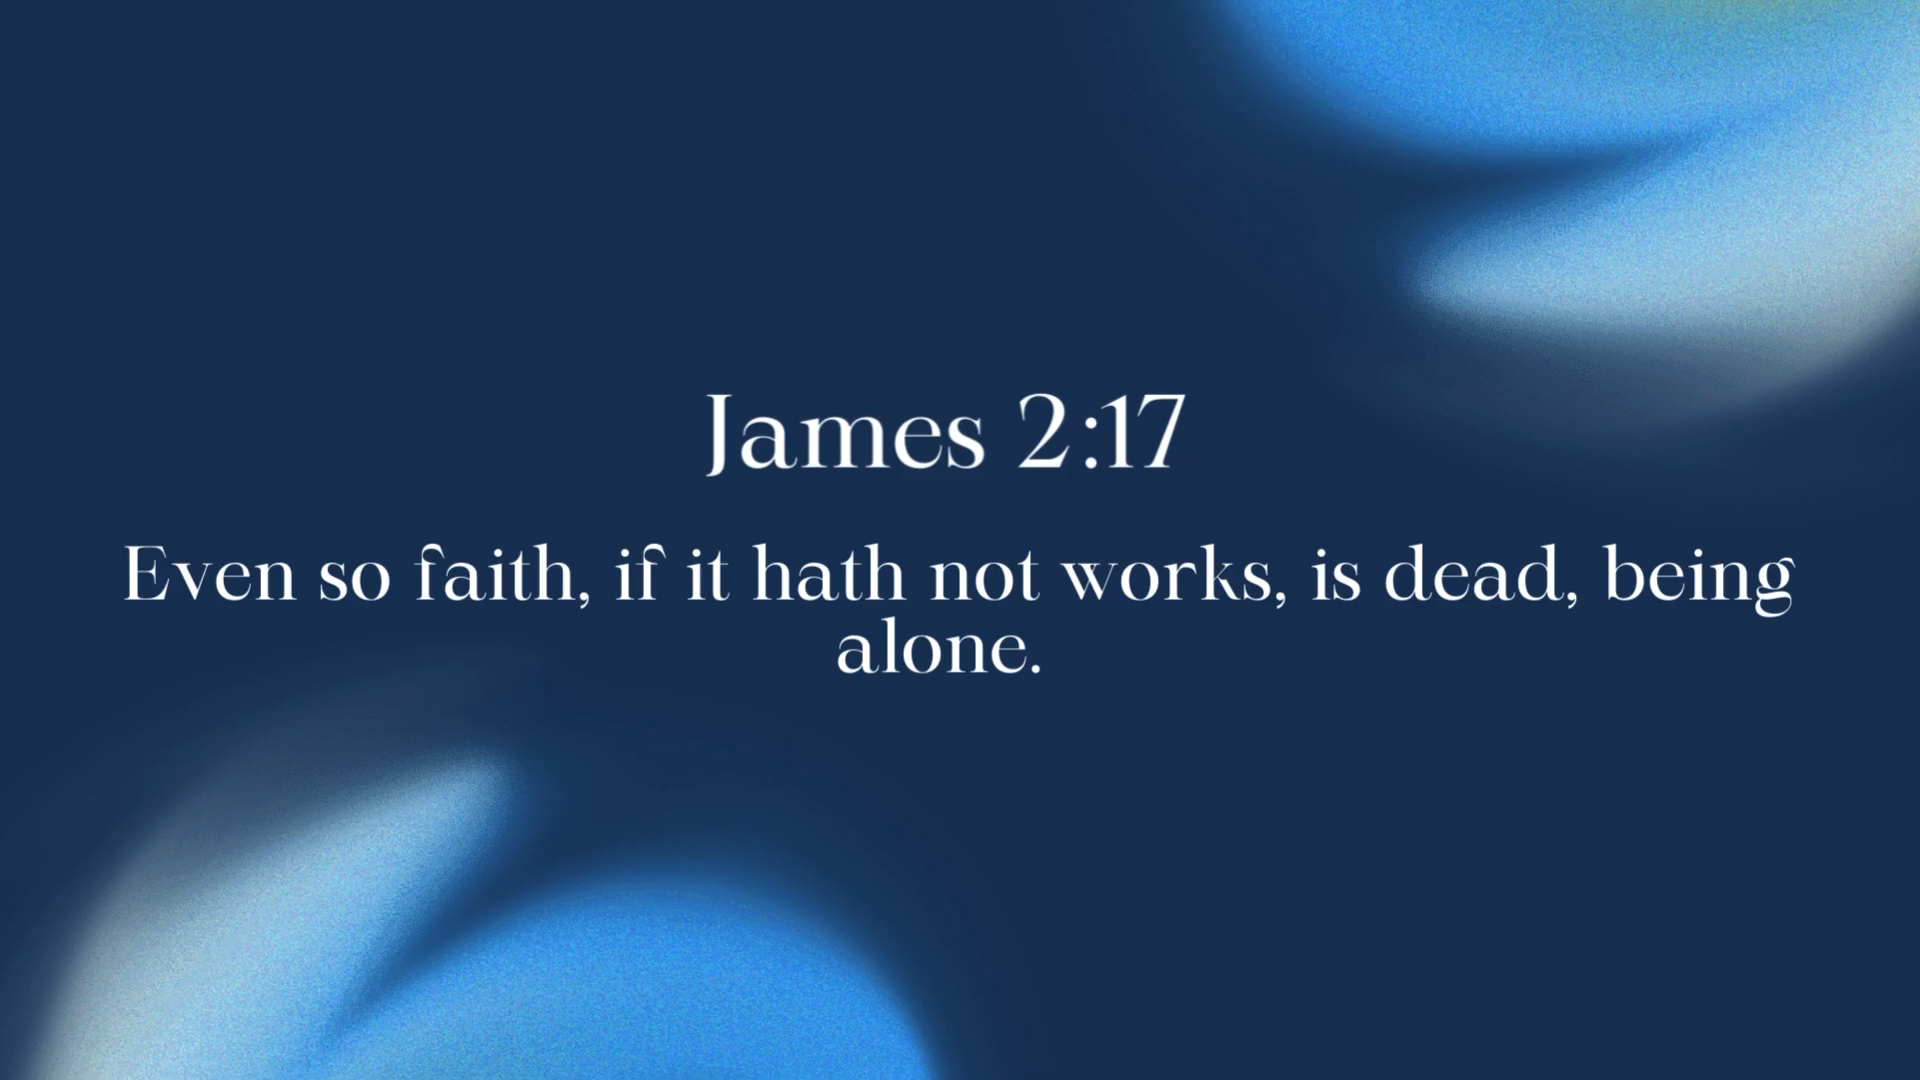 James 2:17
Even so faith, if it hath not works, is dead, being
alone.